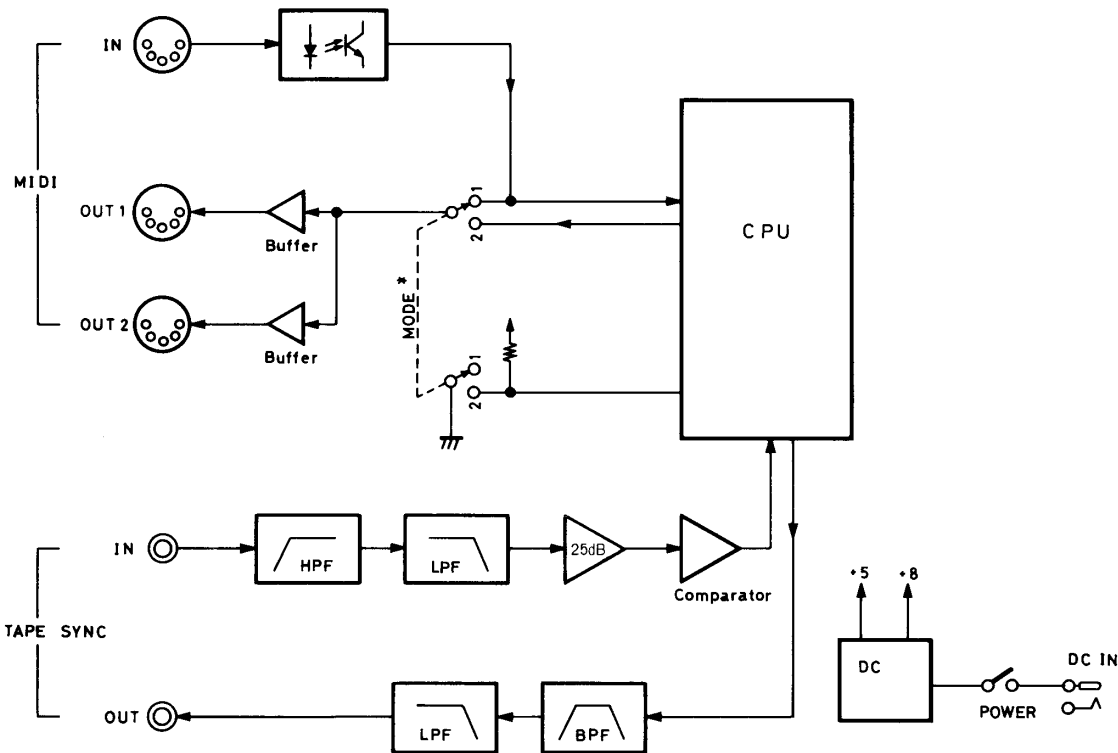 IN
MIDI
OUT 1
Buffer
OUT 2
Buffer
1
2
MODE *
1
2
CPU
IN
HPF
LPF
25dB
Comparator
TAPE SYNC
OUT
LPF
BPF
+5
+8
DC
DC IN
POWER